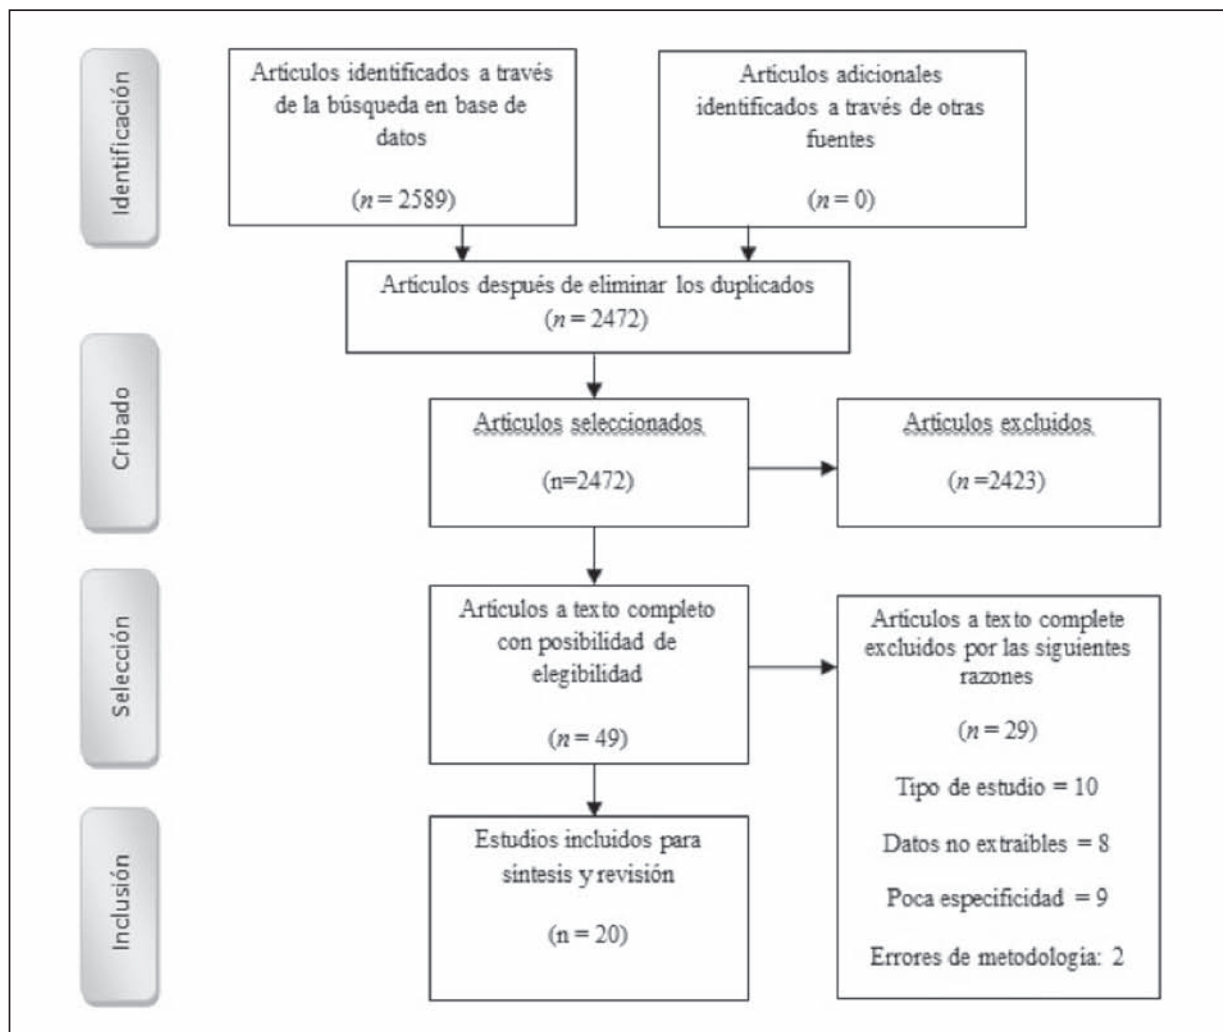 Identificación
Artículos identificados a través
de la búsqueda en base de
datos
(n = 2589)
Artículos adicionales
identificados a través de otras
fuentes
(n = 0)
Artículos después de eliminar los duplicados
(n = 2472)
Cribado
Artículos seleccionados
(n=2472)
Artículos excluidos
(n =2423)
Selección
Artículos a texto completo
con posibilidad de
elegibilidad
(n = 49)
Artículos a texto complete
excluidos por las siguientes
razones
(n = 29)
Tipo de estudio = 10
Datos no extraíbles = 8
Poca especificidad = 9
Errores de metodología: 2
Inclusión
Estudios incluidos para
síntesis y revisión
(n = 20)